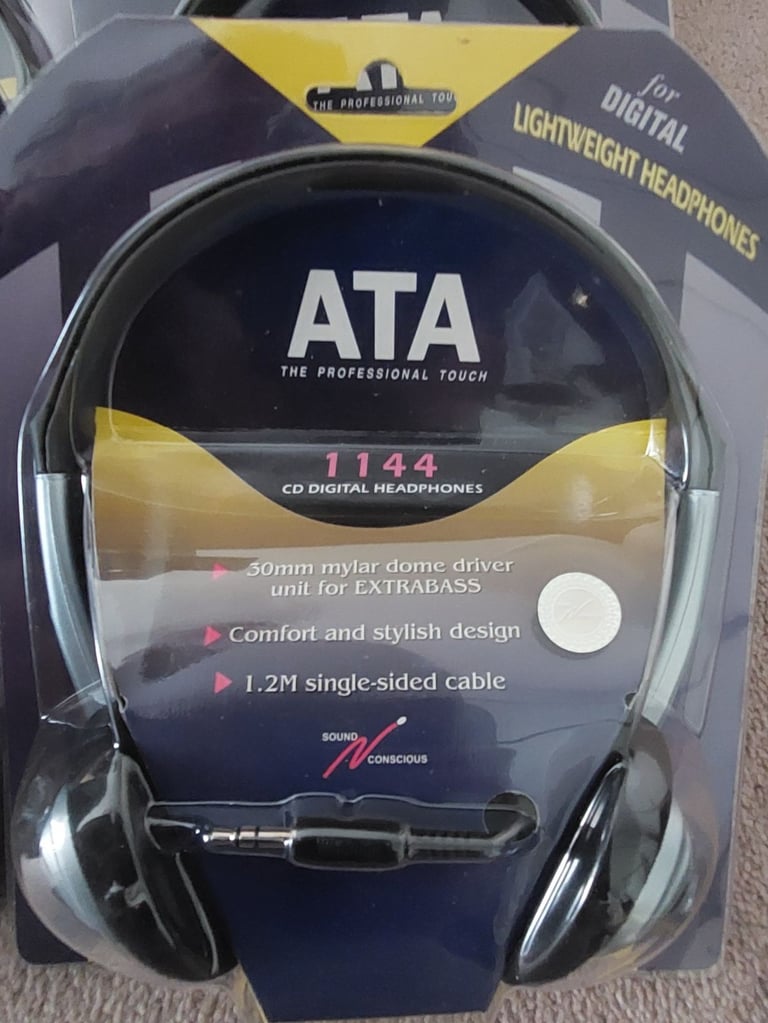 THE PROFESSIONAL TOU
for
DIGITAL
LIGHTWEIGHT HEADPHONES
ATA
THE PROFESSIONAL TOUCH
1144
CD DIGITAL HEADPHONES
30mm mylar dome driver
unit for EXTRABASS
Comfort and stylish design
1.2M single-sided cable
SOUND
N
CONSCIOUS